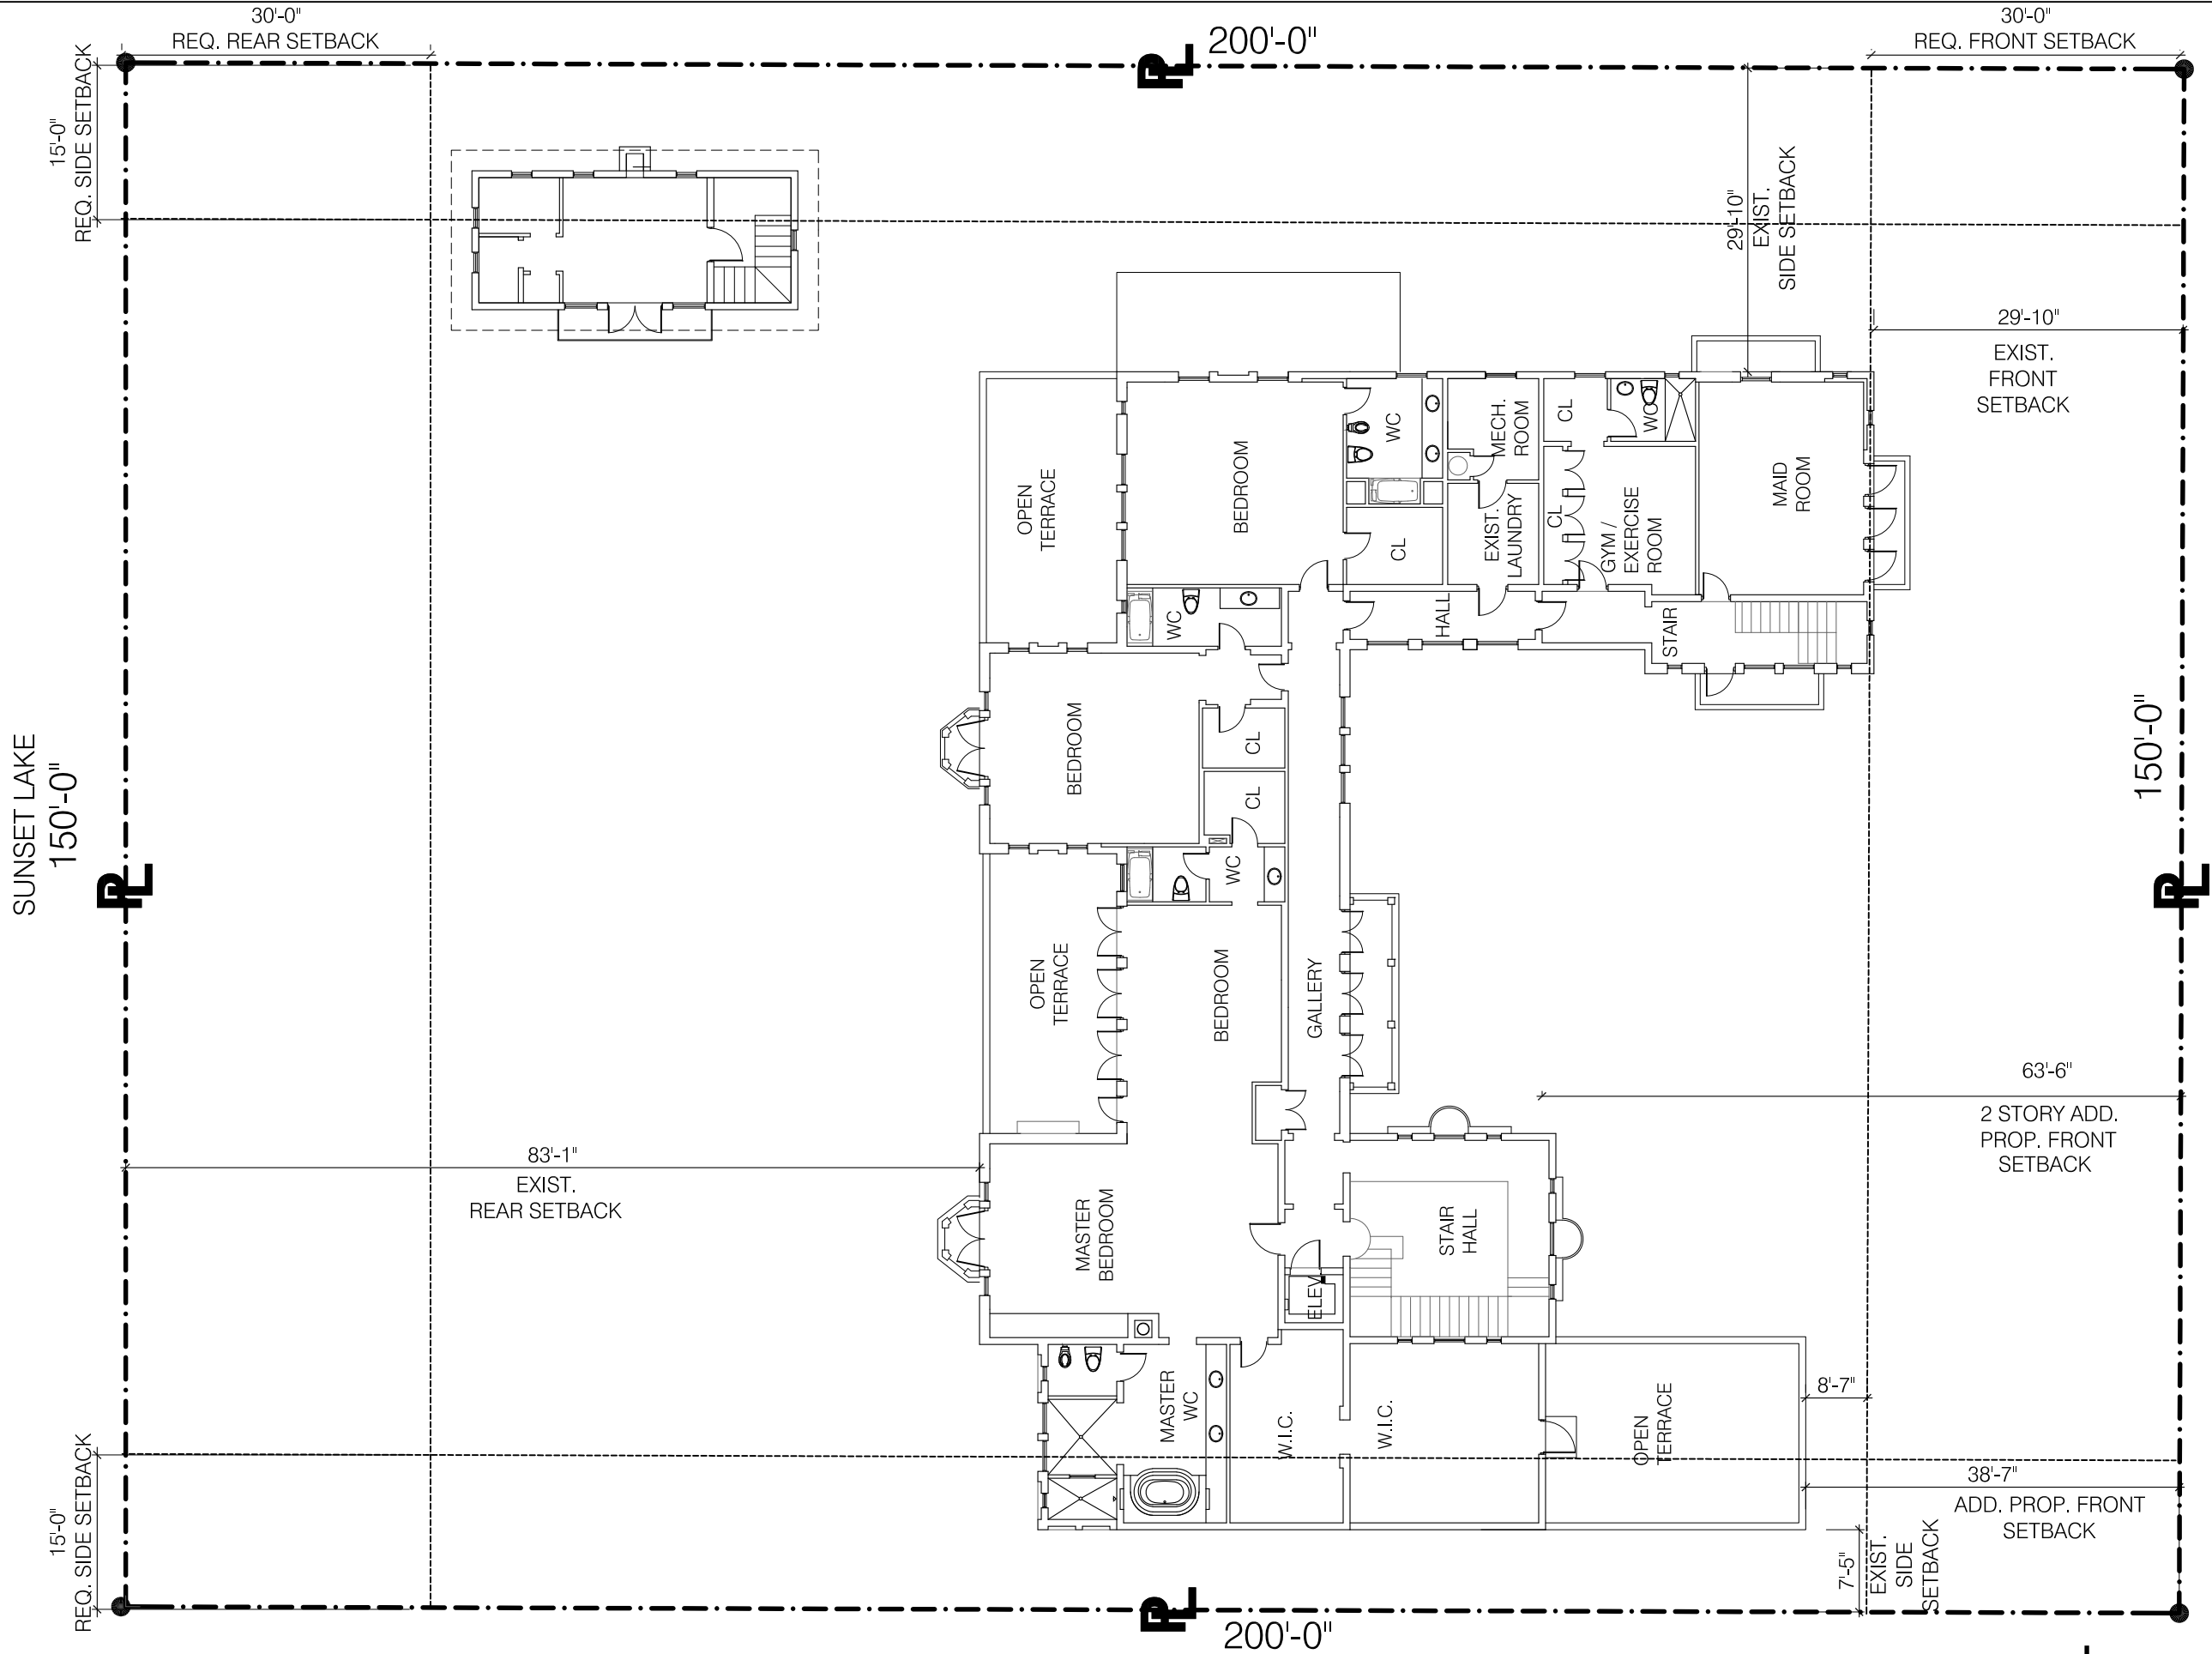 30'-0"
REQ. REAR SETBACK
200'-0"
30'-0"
REQ. FRONT SETBACK
PL
15'-0"
REQ. SIDE SETBACK
29'-10"
EXIST.
SIDE SETBACK
29'-10"
EXIST.
FRONT
SETBACK
OPEN
TERRACE
BEDROOM
WC
CL
MECH.
ROOM
EXIST.
LAUNDRY
CL
WC
CL
GYM /
EXERCISE
ROOM
MAID
ROOM
WC
HALL
STAIR
BEDROOM
CL
CL
WC
SUNSET LAKE
150'-0"
PL
150'-0"
PL
OPEN
TERRACE
BEDROOM
GALLERY
63'-6"
2 STORY ADD.
PROP. FRONT
SETBACK
83'-1"
EXIST.
REAR SETBACK
MASTER
BEDROOM
ELEV.
STAIR
HALL
MASTER
WC
W.I.C.
W.I.C.
OPEN
TERRACE
8'-7"
38'-7"
ADD. PROP. FRONT
SETBACK
15'-0"
REQ. SIDE SETBACK
7'-5"
EXIST.
SIDE
SETBACK
PL
200'-0"